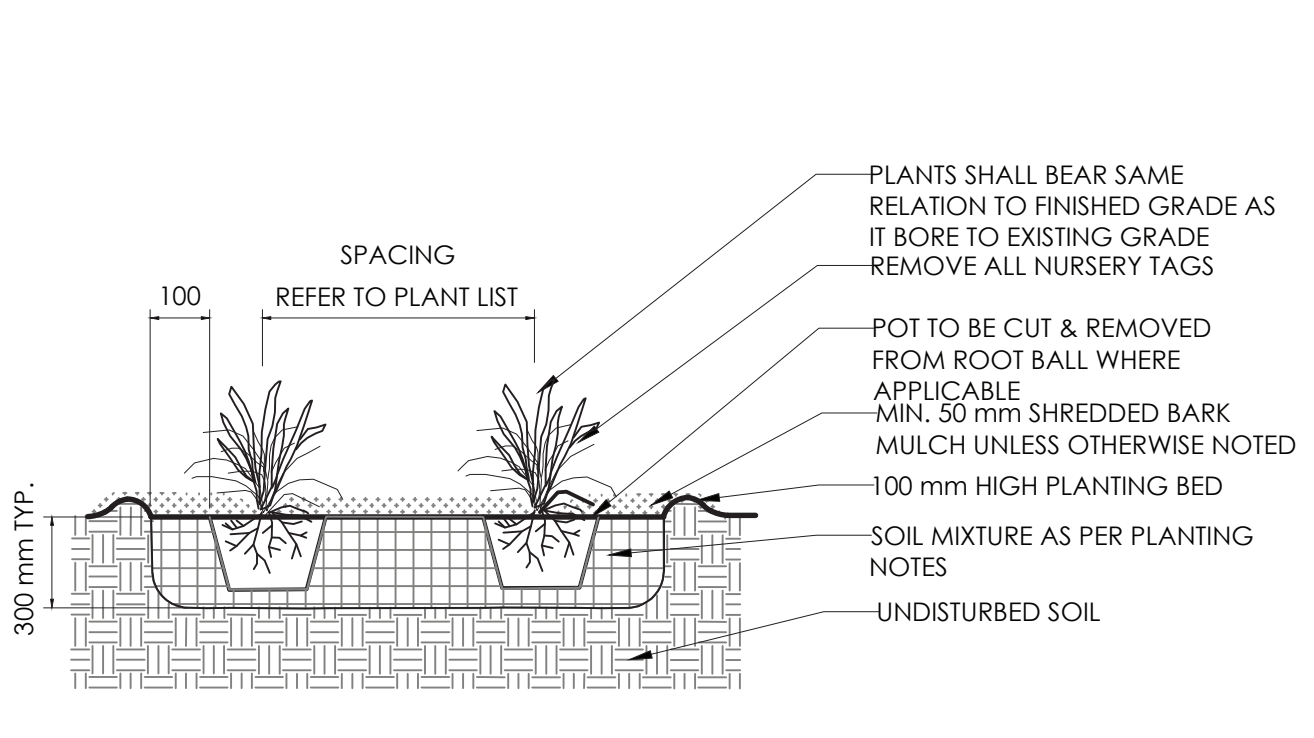 PLANTS SHALL BEAR SAME
RELATION TO FINISHED GRADE AS
IT BORE TO EXISTING GRADE
REMOVE ALL NURSERY TAGS
SPACING
REFER TO PLANT LIST
100
POT TO BE CUT & REMOVED
FROM ROOT BALL WHERE
APPLICABLE
MIN. 50 mm SHREDDED BARK
MULCH UNLESS OTHERWISE NOTED
100 mm HIGH PLANTING BED
SOIL MIXTURE AS PER PLANTING
NOTES
UNDISTURBED SOIL
300 mm TYP.